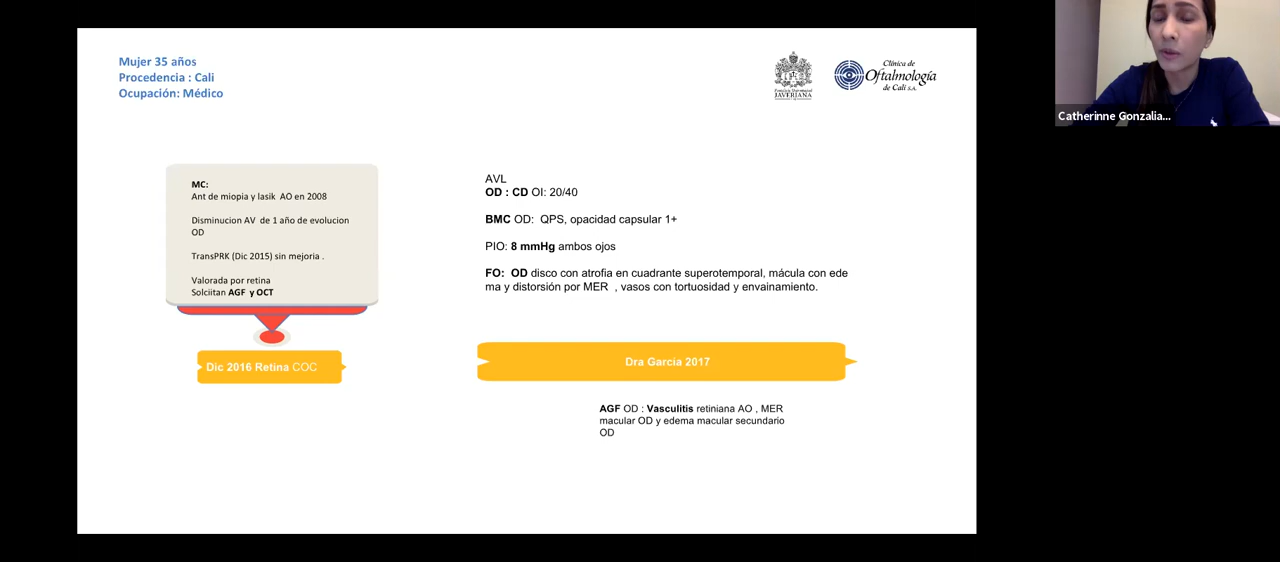 Mujer 35 años
Procedencia : Cali
Ocupación: Médico
JAVERIANA
Clínica de
Oftalmología
de Cali S.A.
Catherinne Gonzalia...
MC:
Ant de miopia y lasik AO en 2008
Disminucion AV de 1 año de evolucion
OD
TransPRK (Dic 2015) sin mejoria .
Valorada por retina
Solciitan AGF y OCT
Dic 2016 Retina COC
AVL
OD : CD OI: 20/40
BMC OD: QPS, opacidad capsular 1+
PIO: 8 mmHg ambos ojos
FO: OD disco con atrofia en cuadrante superotemporal, mácula con ede
ma y distorsión por MER , vasos con tortuosidad y envainamiento.
Dra Garcia 2017
AGF OD : Vasculitis retiniana AO , MER
macular OD y edema macular secundario
OD